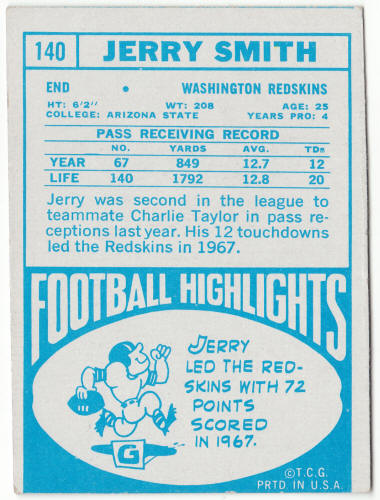 140 JERRY SMITH
END • WASHINGTON REDSKINS
HT: 6'2" WT: 208 AGE: 25
COLLEGE: ARIZONA STATE YEARS PRO: 4
PASS RECEIVING RECORD
NO. YARDS AVG. TDs
YEAR 67 849 12.7 12
LIFE 140 1792 12.8 20
Jerry was second in the league to
teammate Charlie Taylor in pass re-
ceptions last year. His 12 touchdowns
led the Redskins in 1967.
FOOTBALL HIGHLIGHTS
JERRY
LED THE RED-
SKINS WITH 72
POINTS
SCORED
IN 1967.
G
©T.C.G.
PRTD. IN U.S.A.